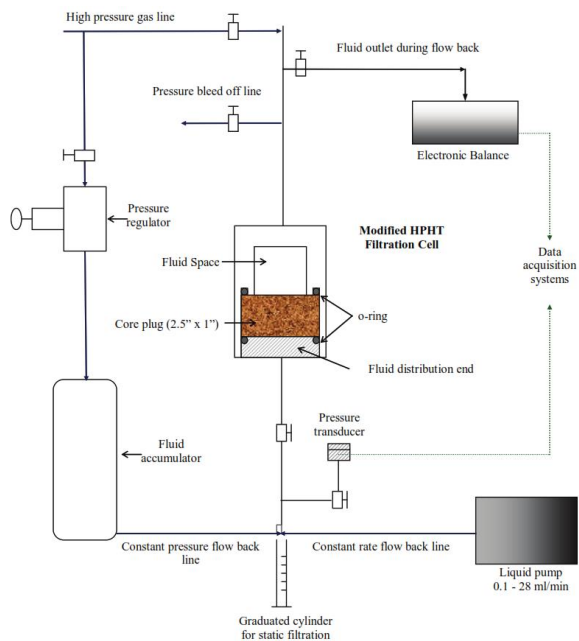 High pressure gas line
Fluid outlet during flow back
Pressure bleed off line
Electronic Balance
Pressure
regulator
Modified HPHT
Filtration Cell
Fluid Space
Data
acquisition
systems
Core plug (2.5” x 1”)
o-ring
Fluid distribution end
Pressure
transducer
Fluid
accumulator
Constant pressure flow back
line
Constant rate flow back line
Liquid pump
0.1 - 28 ml/min
Graduated cylinder
for static filtration